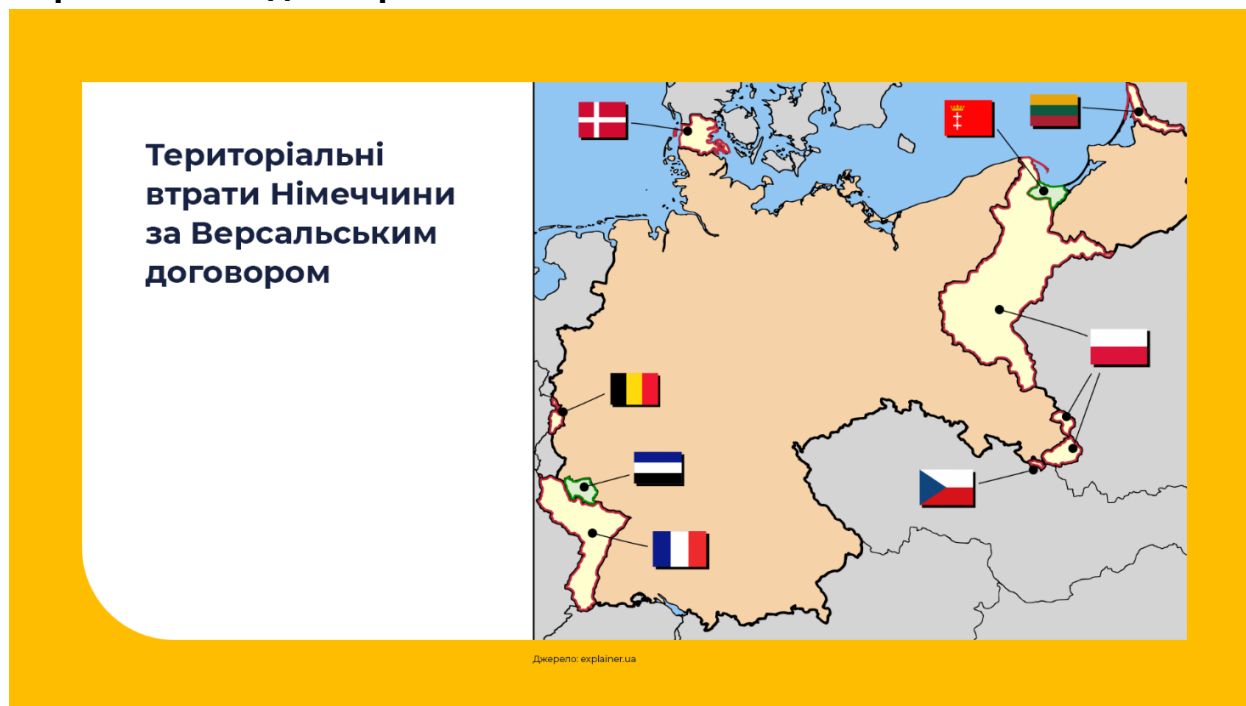 Територіальні
втрати Німеччини
за Версальським
договором
Джерело: explainer.ua